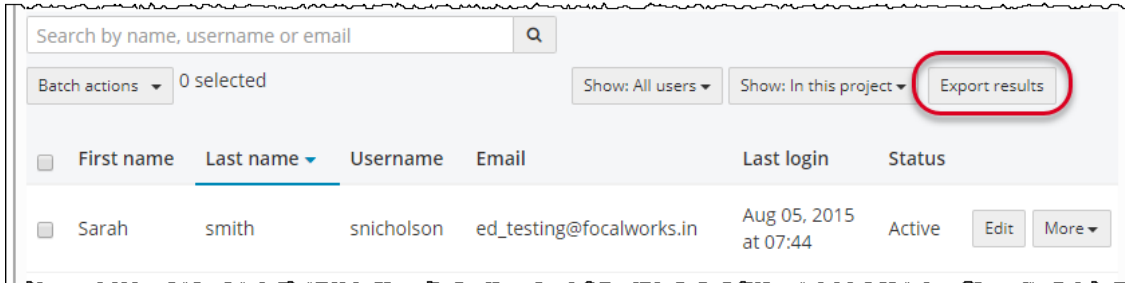 Search by name, username or email
Batch actions 0 selected Show: All users Show: In this project Export results
First name Last name Username Email Last login Status
Sarah smith snicholson ed_testing@focalworks.in Aug 05, 2015 at 07:44 Active Edit More